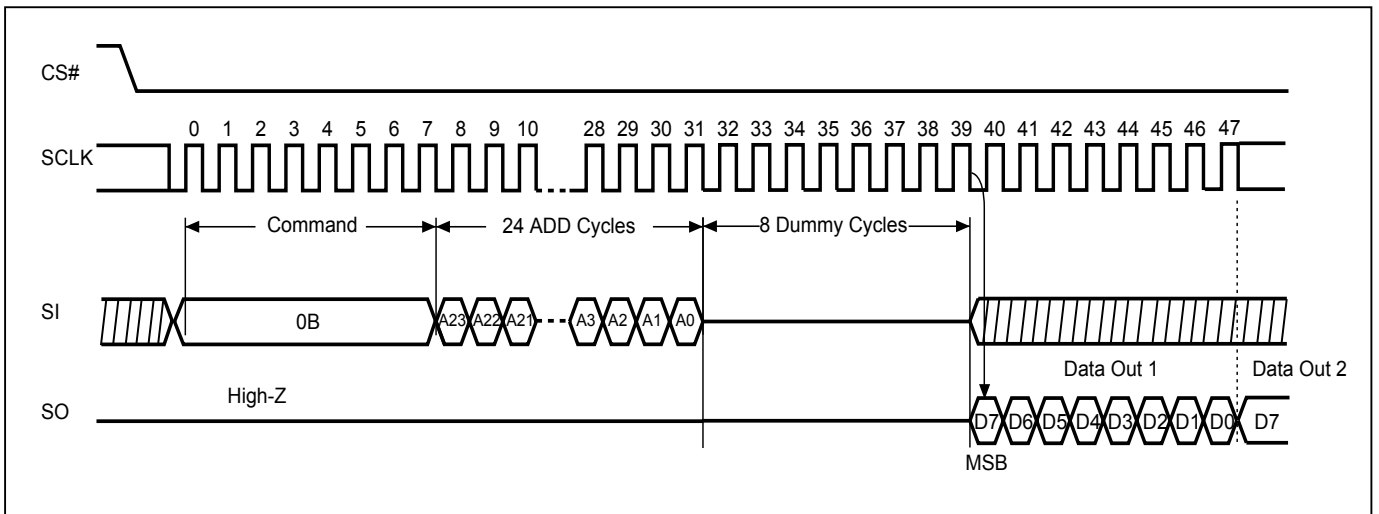 CS#
0 1 2 3 4 5 6 7 8 9 10 28 29 30 31 32 33 34 35 36 37 38 39 40 41 42 43 44 45 46 47
SCLK
Command 24 ADD Cycles 8 Dummy Cycles
SI 0B A23 A22 A21 A3 A2 A1 A0
Data Out 1 Data Out 2
High-Z
SO D7 D6 D5 D4 D3 D2 D1 D0 D7
MSB